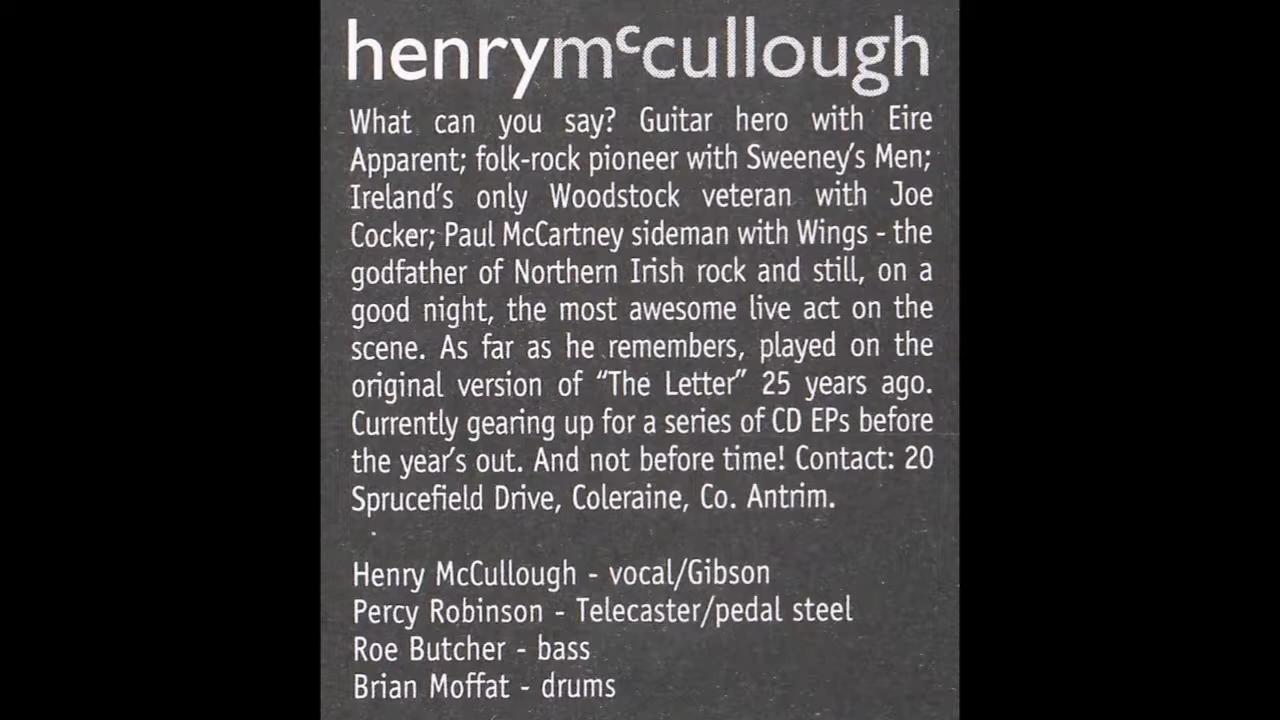 henrymccullough
What can you say? Guitar hero with Eire
Apparent; folk-rock pioneer with Sweeney's Men;
Ireland's only Woodstock veteran with Joe
Cocker; Paul McCartney sideman with Wings - the
godfather of Northern Irish rock and still, on a
good night, the most awesome live act on the
scene. As far as he remembers, played on the
original version of “The Letter” 25 years ago.
Currently gearing up for a series of CD EPs before
the year's out. And not before time! Contact: 20
Sprucefield Drive, Coleraine, Co. Antrim.
Henry McCullough - vocal/Gibson
Percy Robinson - Telecaster/pedal steel
Roe Butcher - bass
Brian Moffat - drums